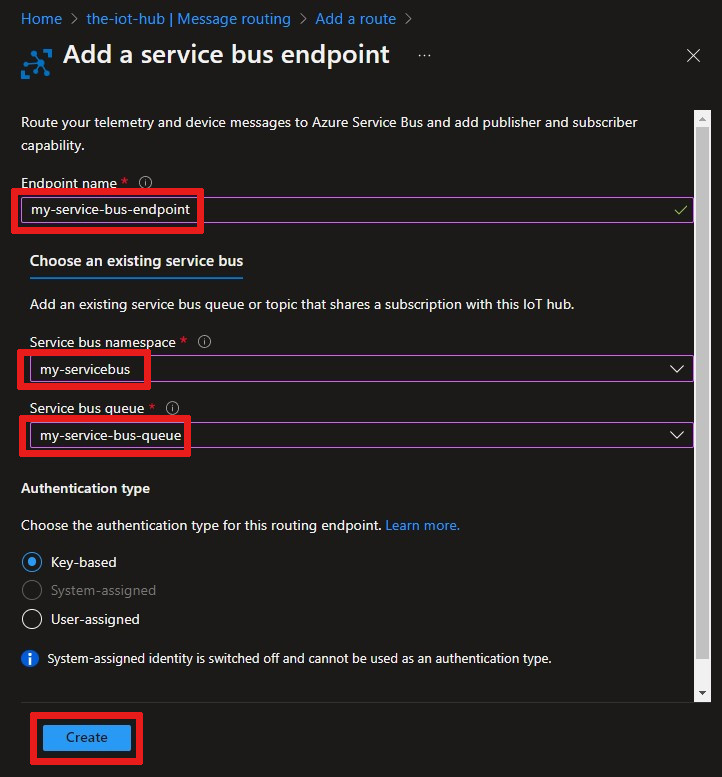 Home > the-iot-hub | Message routing > Add a route >
Add a service bus endpoint ...
Route your telemetry and device messages to Azure Service Bus and add publisher and subscriber
capability.
Endpoint name *
my-service-bus-endpoint
Choose an existing service bus
Add an existing service bus queue or topic that shares a subscription with this IoT hub.
Service bus namespace *
my-servicebus
Service bus queue *
my-service-bus-queue
Authentication type
Choose the authentication type for this routing endpoint. Learn more.
Key-based
System-assigned
User-assigned
System-assigned identity is switched off and cannot be used as an authentication type.
Create